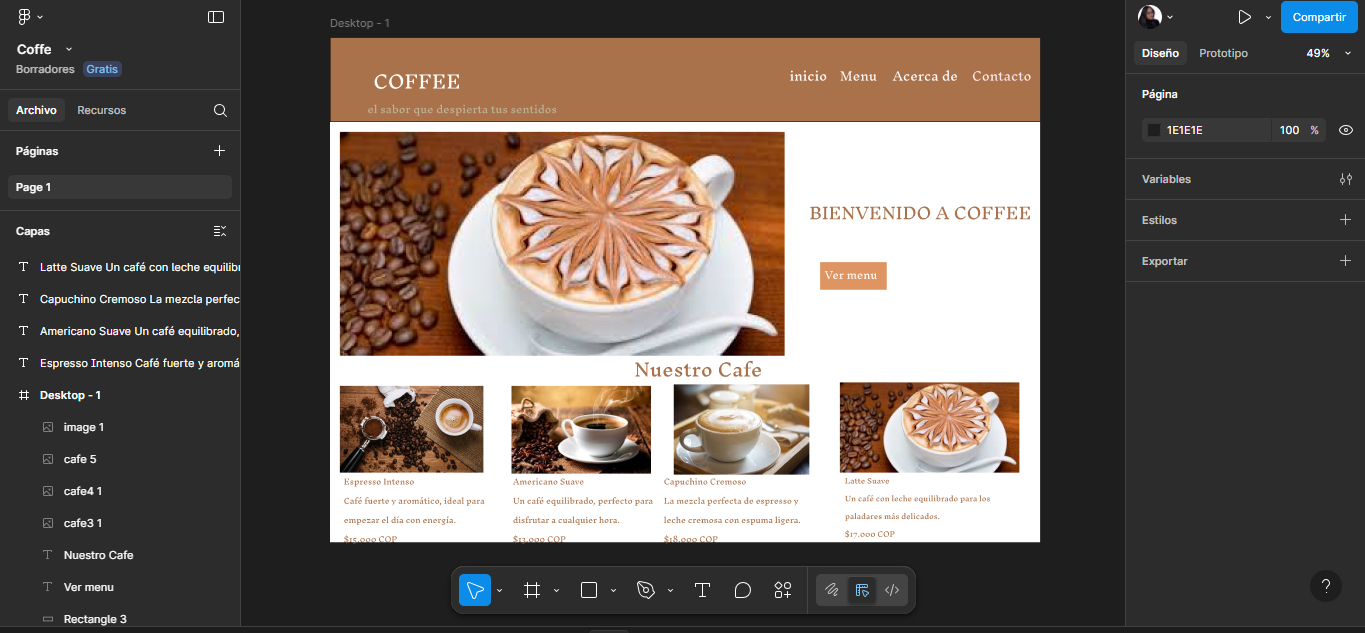 Coffe
Borradores Gratis
Archivo Recursos
Páginas
Page 1
Capas
Latte Suave Un café con leche equilibr
Capuchino Cremoso La mezcla perfec
Americano Suave Un café equilibrado,
Espresso Intenso Café fuerte y aromá
Desktop - 1
image 1
cafe 5
cafe4 1
cafe3 1
Nuestro Cafe
Ver menu
Rectangle 3
Desktop - 1
COFFEE
el sabor que despierta tus sentidos
inicio Menu Acerca de Contacto
BIENVENIDO A COFFEE
Ver menu
Nuestro Cafe
Espresso Intenso
Café fuerte y aromático, ideal para
empezar el día con energía.
$15.000 COP
Americano Suave
Un café equilibrado, perfecto para
disfrutar a cualquier hora.
$13.000 COP
Capuchino Cremoso
La mezcla perfecta de espresso y
leche cremosa con espuma ligera.
$18.000 COP
Latte Suave
Un café con leche equilibrado para los
paladares más delicados.
$17.000 COP
Compartir
Diseño Prototipo 49%
Página
1E1E1E 100 %
Variables
Estilos
Exportar
?